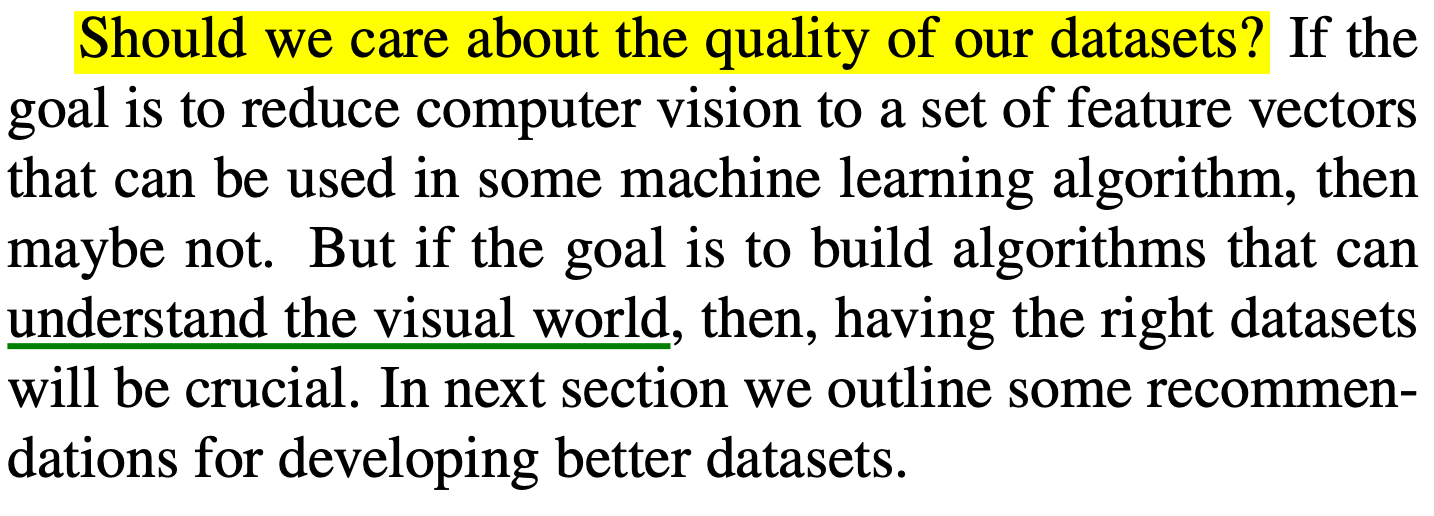 Should we care about the quality of our datasets? If the
goal is to reduce computer vision to a set of feature vectors
that can be used in some machine learning algorithm, then
maybe not. But if the goal is to build algorithms that can
understand the visual world, then, having the right datasets
will be crucial. In next section we outline some recommen-
dations for developing better datasets.